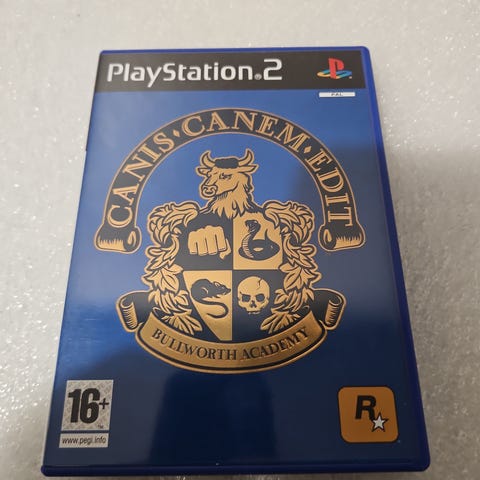 PlayStation®2
PAL
CANIS•CANEM•EDIT
BULLWORTH ACADEMY
16+
www.pegi.info
R